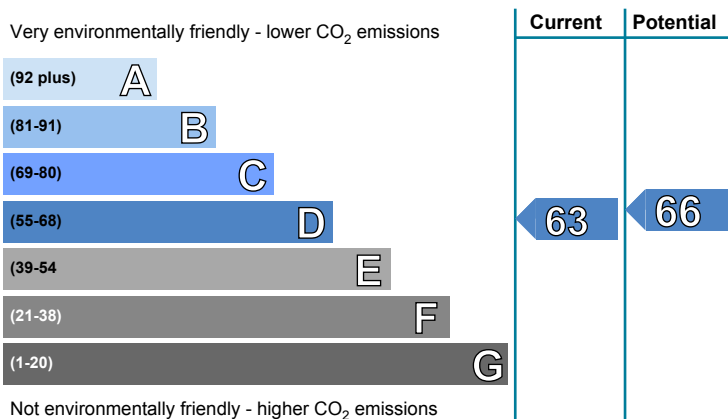 Current Potential
Very environmentally friendly - lower CO2 emissions
(92 plus) A
(81-91) B
(69-80) C
(55-68) D
63
66
(39-54 E
(21-38) F
(1-20) G
Not environmentally friendly - higher CO2 emissions